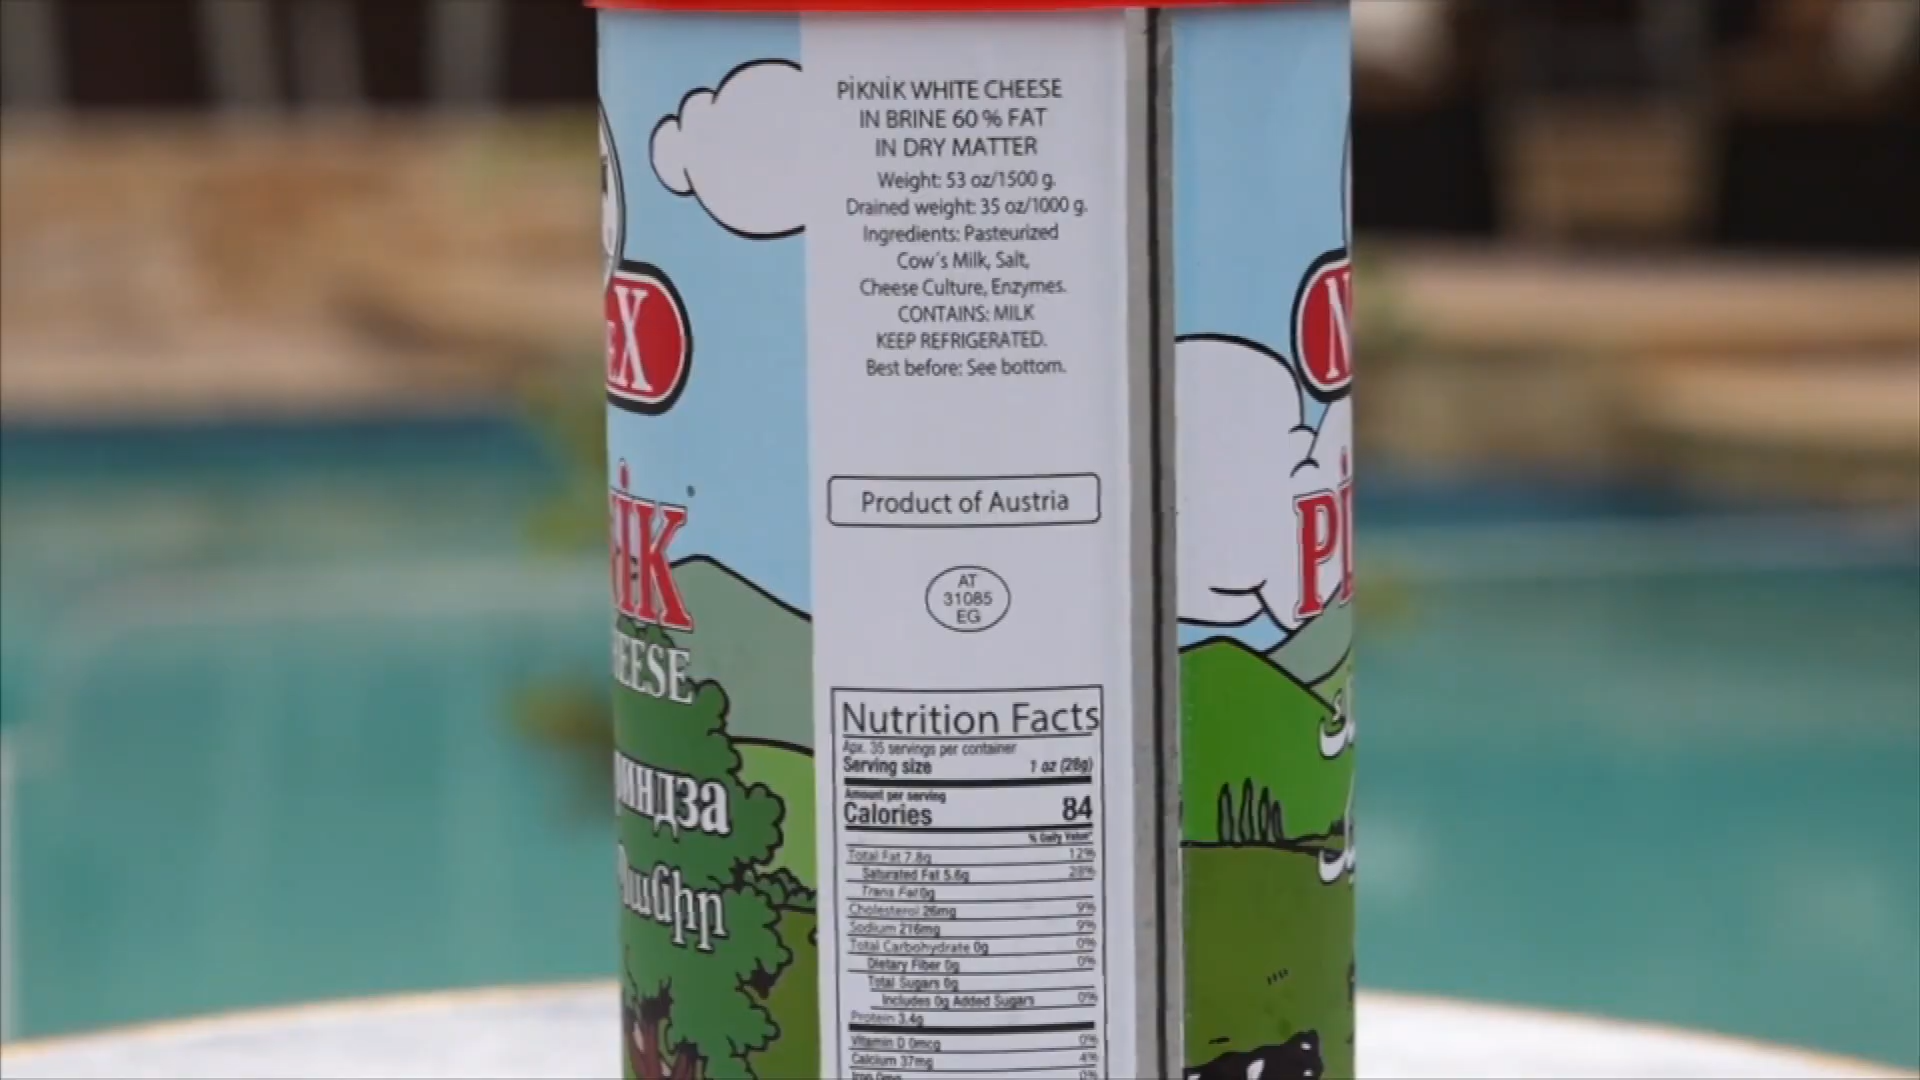 PİKNİK WHITE CHEESE
IN BRINE 60 % FAT
IN DRY MATTER
Weight: 53 oz/1500 g.
Drained weight: 35 oz/1000 g.
Ingredients: Pasteurized
Cow´s Milk, Salt,
Cheese Culture, Enzymes.
CONTAINS: MILK
KEEP REFRIGERATED.
Best before: See bottom.
Product of Austria
AT
31085
EG
Nutrition Facts
Apx. 35 servings per container
Serving size 1 oz (28g)
Amount per serving
Calories 84
% Daily Value*
Total Fat 7.8g 12%
Saturated Fat 5.6g 28%
Trans Fat 0g
Cholesterol 26mg 9%
Sodium 216mg 9%
Total Carbohydrate 0g 0%
Dietary Fiber 0g 0%
Total Sugars 0g
Includes 0g Added Sugars 0%
Protein 3.4g
Vitamin D 0mcg 0%
Calcium 37mg 4%
Iron 0mg 0%